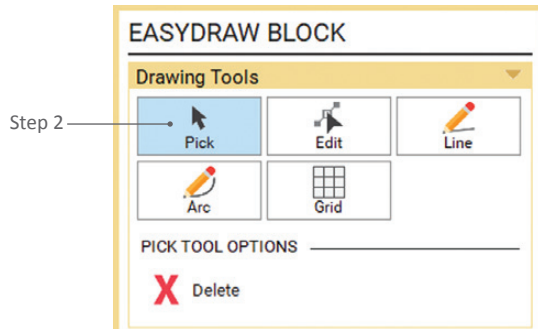 EASYDRAW BLOCK
Drawing Tools
Step 2
Pick
Edit
Line
Arc
Grid
PICK TOOL OPTIONS
X Delete